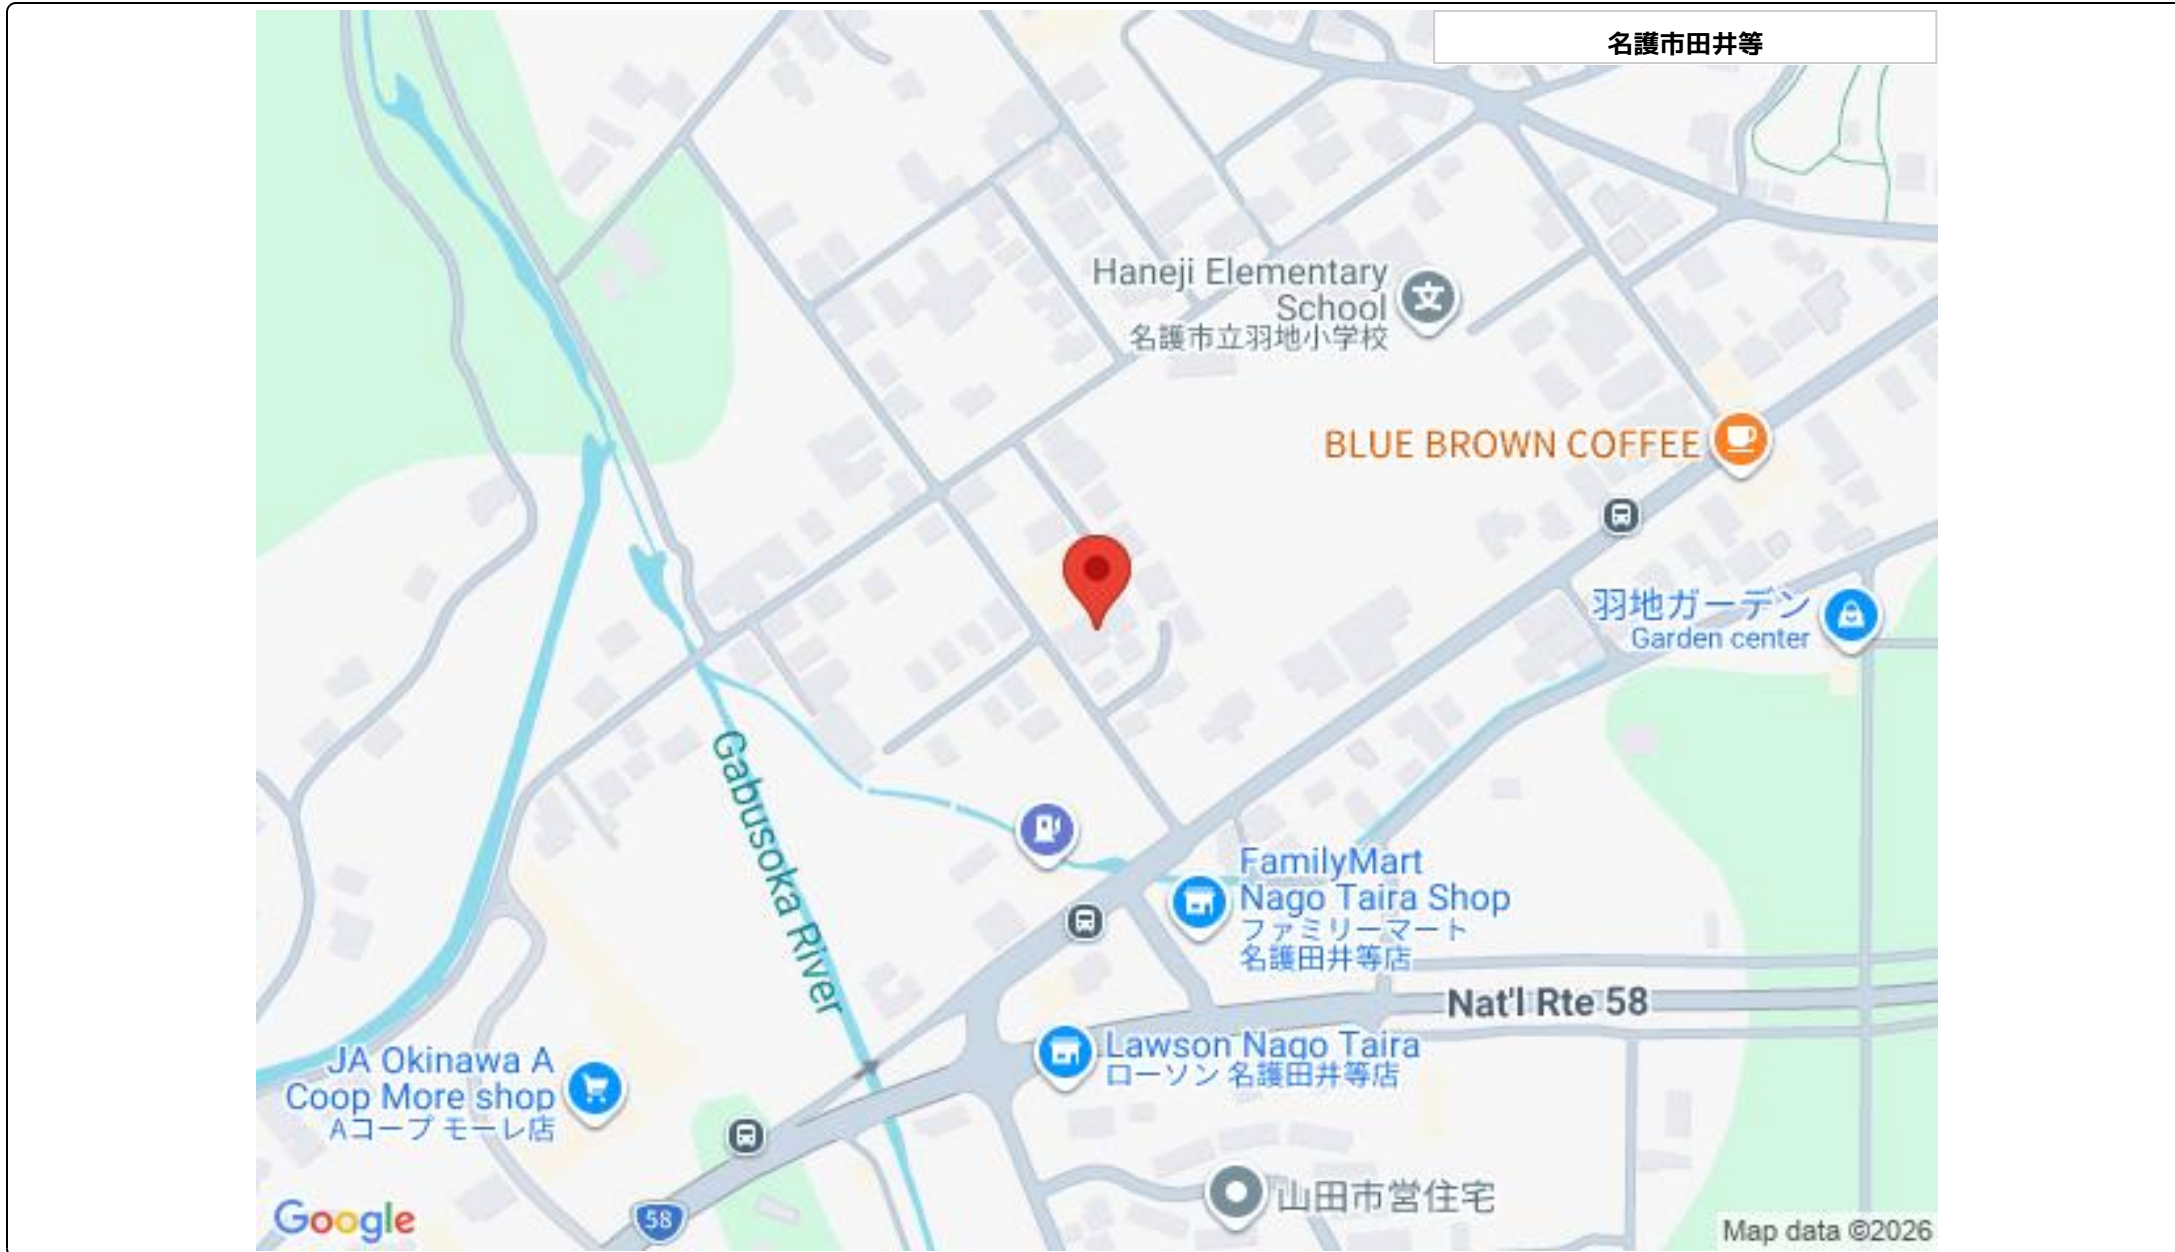 名護市田井等
Haneji Elementary
School
名護市立羽地小学校
文
BLUE BROWN COFFEE
羽地ガーデン
Garden center
Gabusoka River
FamilyMart
Nago Taira Shop
ファミリーマート
名護田井等店
Nat'l Rte 58
Lawson Nago Taira
ローソン 名護田井等店
JA Okinawa A
Coop More shop
Aコープ モーレ店
山田市営住宅
58
Google
Map data ©2026